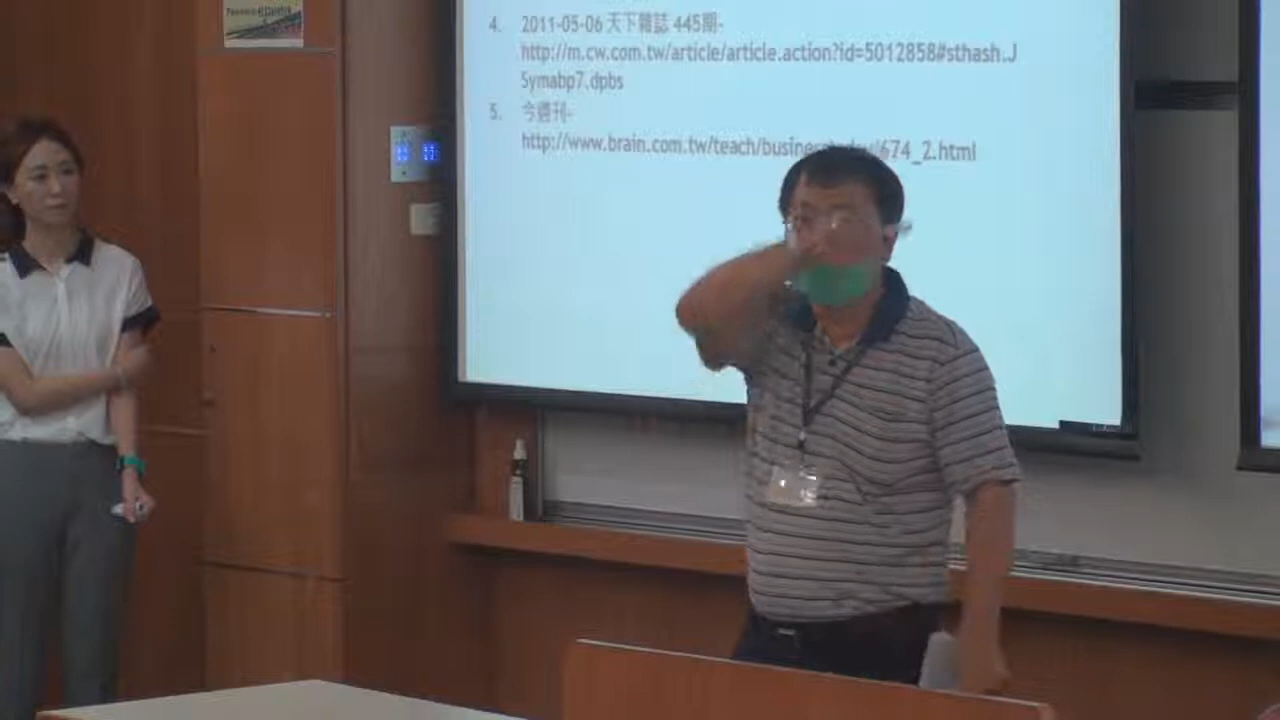 4. 2011-05-06 天下雜誌 445期-
http://m.cw.com.tw/article/article.action?id=5012858#sthash.J
5ymabp7.dpbs
5. 今週刊-
http://www.brain.com.tw/teach/business 674_2.html